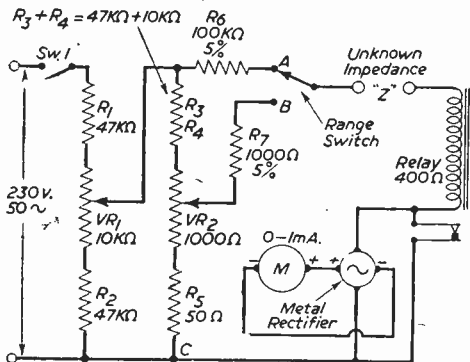 R3 + R4 = 47KΩ + 10KΩ
R6
100KΩ
5%
Sw.1
A
Unknown
Impedance
"Z"
R1
47KΩ
R3
R4
B
Range
Switch
R7
1000Ω
5%
Relay
400Ω
230 v.
50 ~
VR1
10KΩ
VR2
1000Ω
0-1mA.
- M + + ~ -
R2
47KΩ
R5
50Ω
Metal
Rectifier
C